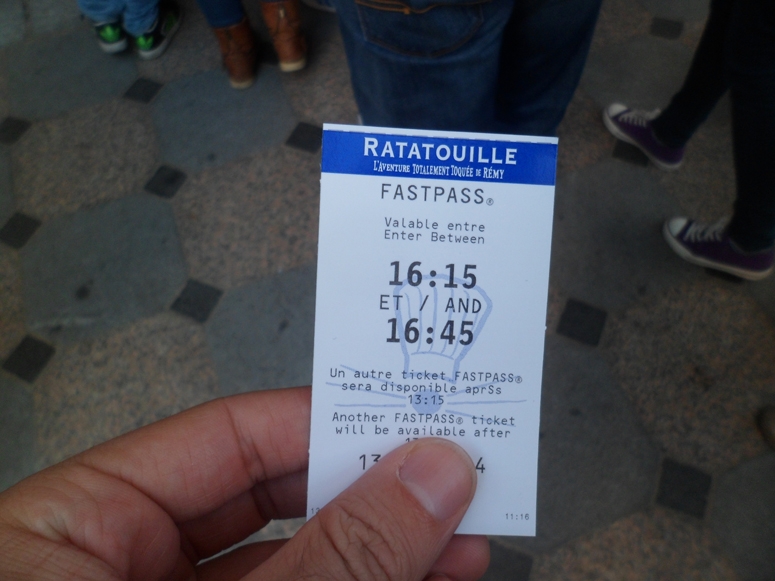 RATATOUILLE
L'AVENTURE TOTALEMENT TOQUÉE DE RÉMY
FASTPASS®
Valable entre
Enter Between
16:15
ET / AND
16:45
Un autre ticket FASTPASS®
sera disponible aprSs
13:15
Another FASTPASS® ticket
will be available after
11:16